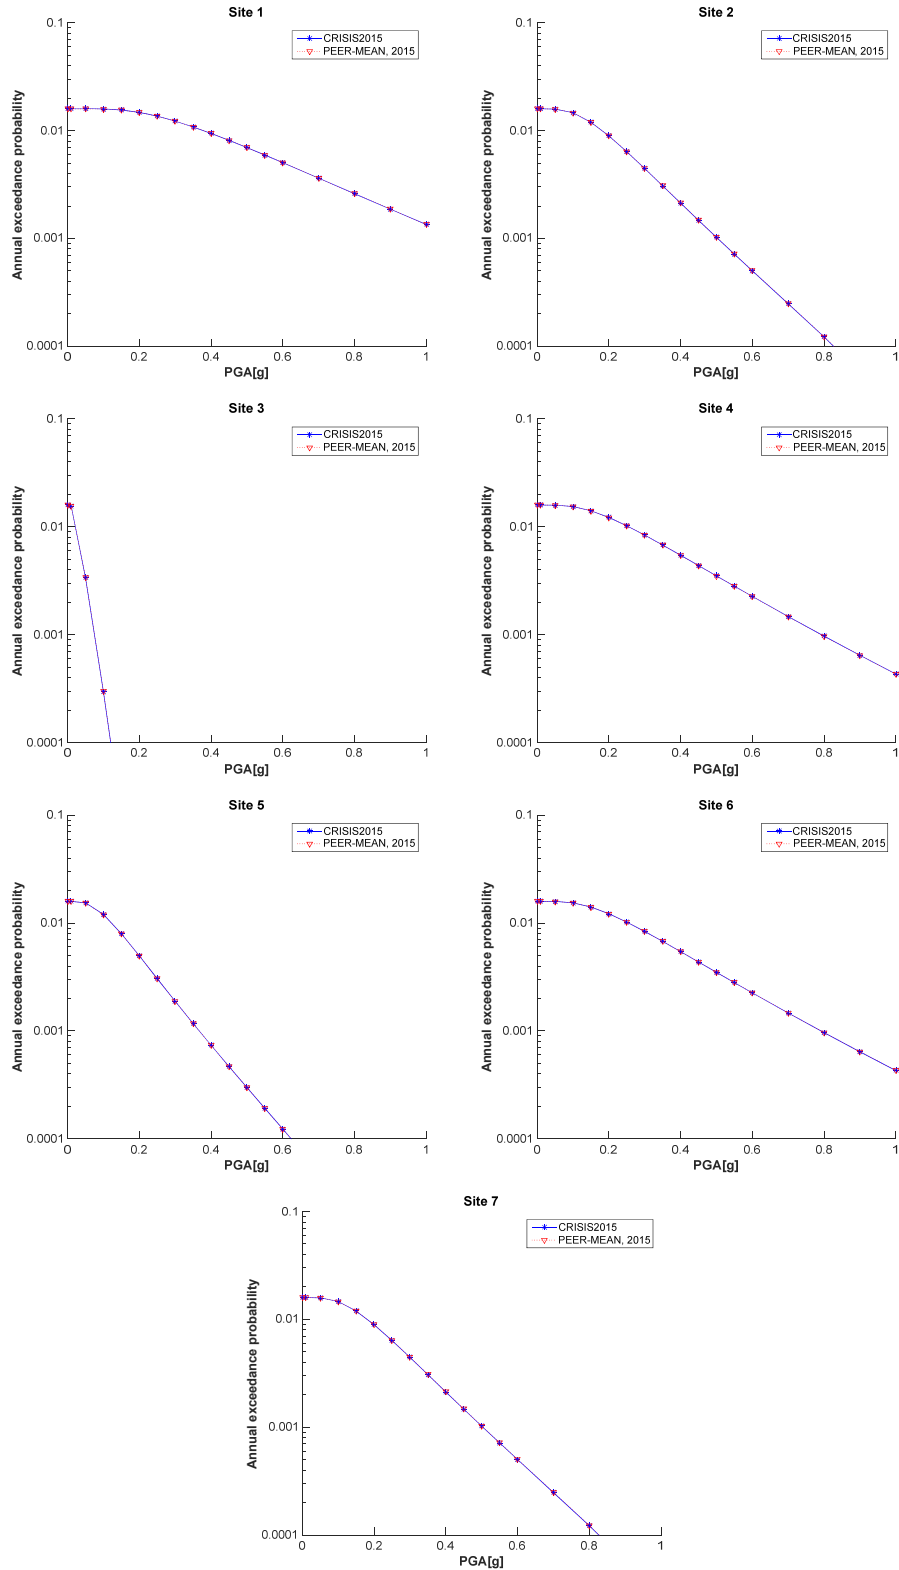 Site 1
0.1
0.01
0.001
0.0001
Annual exceedance probability
CRISIS2015
PEER-MEAN, 2015
0 0.2 0.4 0.6 0.8 1
PGA[g]
Site 2
0.1
0.01
0.001
0.0001
Annual exceedance probability
CRISIS2015
PEER-MEAN, 2015
0 0.2 0.4 0.6 0.8 1
PGA[g]
Site 3
0.1
0.01
0.001
0.0001
Annual exceedance probability
CRISIS2015
PEER-MEAN, 2015
0 0.2 0.4 0.6 0.8 1
PGA[g]
Site 4
0.1
0.01
0.001
0.0001
Annual exceedance probability
CRISIS2015
PEER-MEAN, 2015
0 0.2 0.4 0.6 0.8 1
PGA[g]
Site 5
0.1
0.01
0.001
0.0001
Annual exceedance probability
CRISIS2015
PEER-MEAN, 2015
0 0.2 0.4 0.6 0.8 1
PGA[g]
Site 6
0.1
0.01
0.001
0.0001
Annual exceedance probability
CRISIS2015
PEER-MEAN, 2015
0 0.2 0.4 0.6 0.8 1
PGA[g]
Site 7
0.1
0.01
0.001
0.0001
Annual exceedance probability
CRISIS2015
PEER-MEAN, 2015
0 0.2 0.4 0.6 0.8 1
PGA[g]